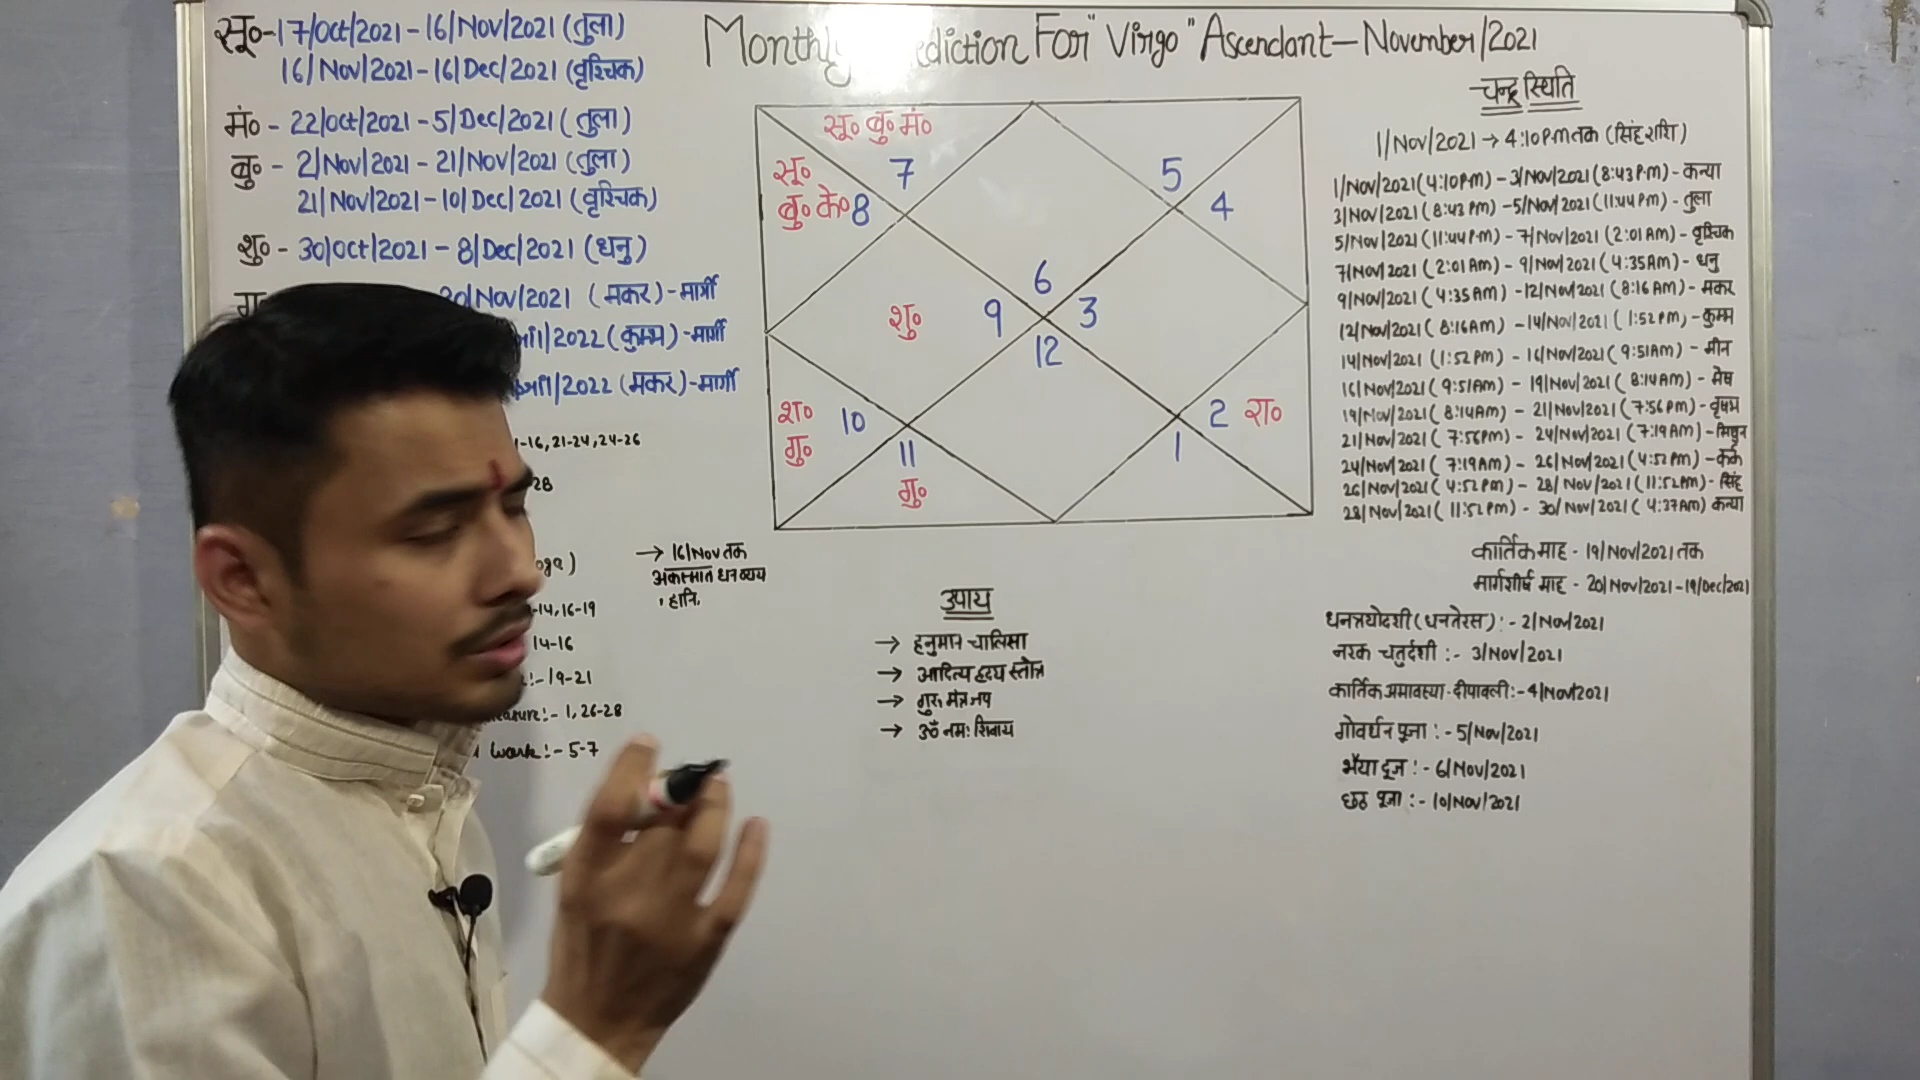 Monthly ediction For "Virgo" Ascendant - November/2021
सू० - 17/Oct/2021 - 16/Nov/2021 (तुला)
16/Nov/2021 - 16/Dec/2021 (वृश्चिक)
मं० - 22/Oct/2021 - 5/Dec/2021 (तुला)
बु० - 2/Nov/2021 - 21/Nov/2021 (तुला)
21/Nov/2021 - 10/Dec/2021 (वृश्चिक)
शु० - 30/Oct/2021 - 8/Dec/2021 (धनु)
20/Nov/2021 (मकर) - मार्गी
2022 (कुम्भ) - मार्गी
/2022 (मकर) - मार्गी
-16, 21-24, 24-26
28
oga)
-14, 16-19
14-16
:- 19-21
easure:- 1, 26-28
work:- 5-7
→ 16/Nov तक
अकस्मात धन व्यय
हानि,
सू० बु० मं०
7
सू०
बु० के० 8
5
4
6
शु० 9
3
12
श० 10
गु०
11
गु०
2 रा०
1
उपाय
→ हनुमान चालिसा
→ आदित्य हृदय स्तोत्र
→ गुरु मंत्र जप
→ ॐ नमः शिवाय
चन्द्र स्थिति
1/Nov/2021 → 4:10 PM तक (सिंह राशि)
1/Nov/2021 (4:10 PM) - 3/Nov/2021 (8:43 P.M) - कन्या
3/Nov/2021 (8:43 PM) - 5/Nov/2021 (11:44 PM) - तुला
5/Nov/2021 (11:44 PM) - 7/Nov/2021 (2:01 AM) - वृश्चिक
7/Nov/2021 (2:01 AM) - 9/Nov/2021 (4:35 AM) - धनु
9/Nov/2021 (4:35 AM) - 12/Nov/2021 (8:16 AM) - मकर
12/Nov/2021 (8:16 AM) - 14/Nov/2021 (1:52 PM) - कुम्भ
14/Nov/2021 (1:52 PM) - 16/Nov/2021 (9:51 AM) - मीन
16/Nov/2021 (9:51 AM) - 19/Nov/2021 (8:14 AM) - मेष
19/Nov/2021 (8:14 AM) - 21/Nov/2021 (7:56 PM) - वृषभ
21/Nov/2021 (7:56 PM) - 24/Nov/2021 (7:19 AM) - मिथुन
24/Nov/2021 (7:19 AM) - 26/Nov/2021 (4:52 PM) - कर्क
26/Nov/2021 (4:52 PM) - 28/Nov/2021 (11:52 PM) - सिंह
28/Nov/2021 (11:52 PM) - 30/Nov/2021 (4:37 AM) कन्या
कार्तिक माह - 19/Nov/2021 तक
मार्गशीर्ष माह - 20/Nov/2021 - 19/Dec/2021
धनत्रयोदशी (धनतेरस) :- 2/Nov/2021
नरक चतुर्दशी :- 3/Nov/2021
कार्तिक अमावस्या - दीपावली :- 4/Nov/2021
गोवर्धन पूजा :- 5/Nov/2021
भैया दूज :- 6/Nov/2021
छठ पूजा :- 10/Nov/2021